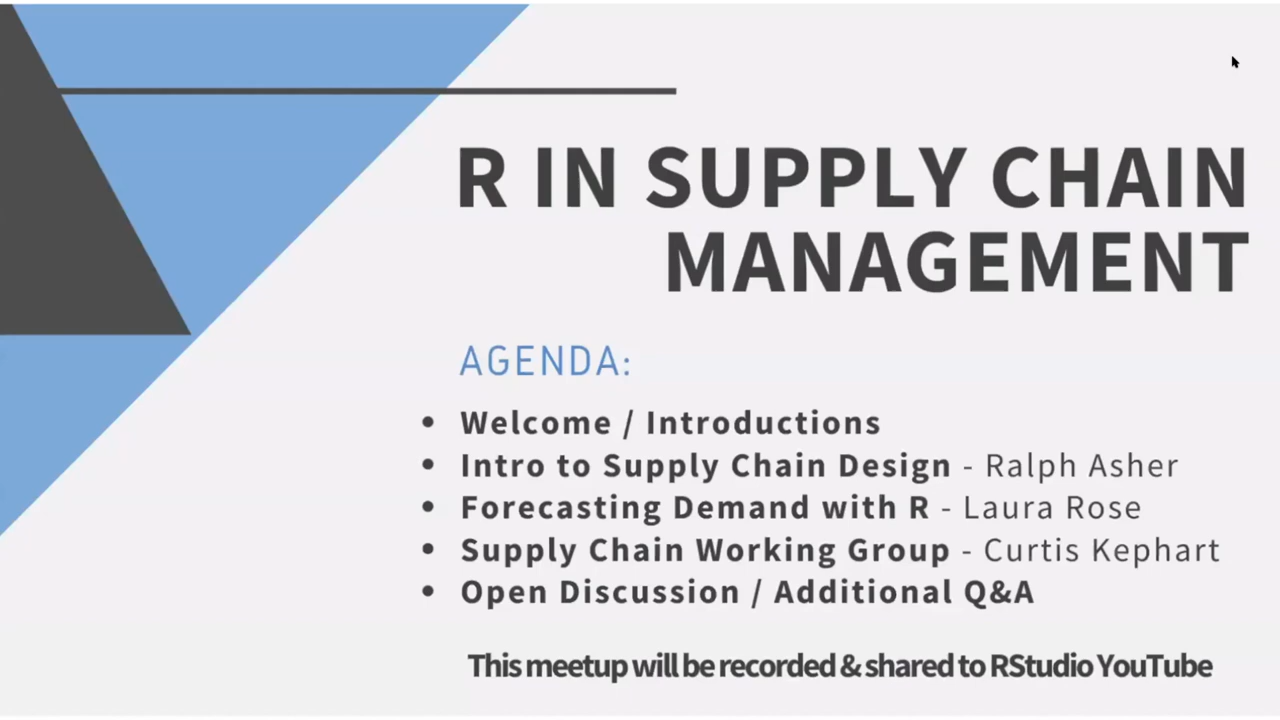 R IN SUPPLY CHAIN
MANAGEMENT
AGENDA:
• Welcome / Introductions
• Intro to Supply Chain Design - Ralph Asher
• Forecasting Demand with R - Laura Rose
• Supply Chain Working Group - Curtis Kephart
• Open Discussion / Additional Q&A
This meetup will be recorded & shared to RStudio YouTube